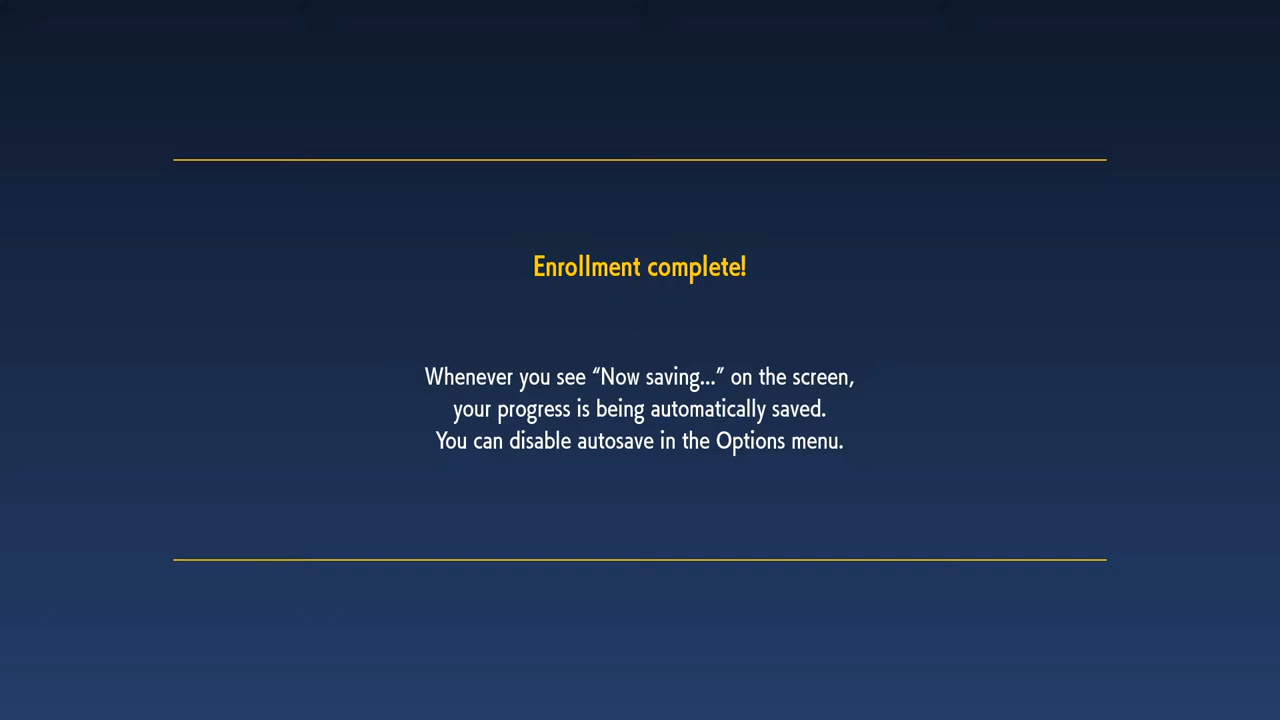 Enrollment complete!
Whenever you see “Now saving...” on the screen,
your progress is being automatically saved.
You can disable autosave in the Options menu.